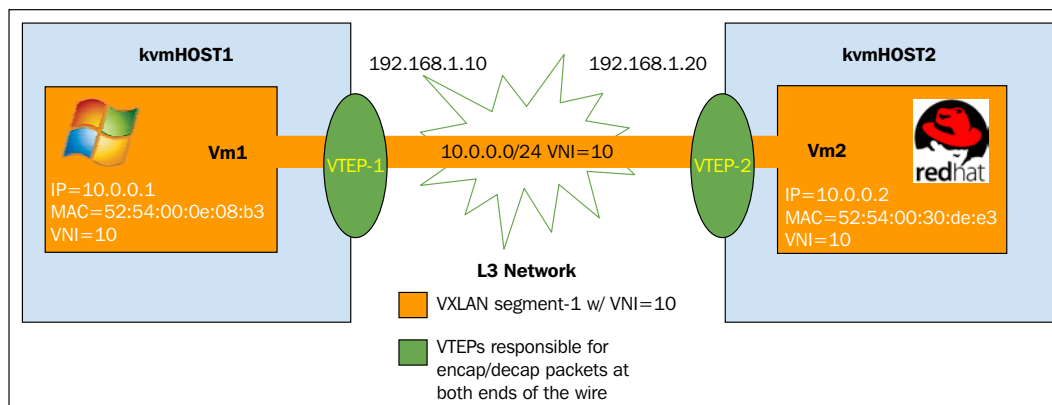 kvmHOST1
192.168.1.10
192.168.1.20
kvmHOST2
Vm1
VTEP-1
10.0.0.0/24 VNI=10
VTEP-2
Vm2
redhat
IP=10.0.0.1
MAC=52:54:00:0e:08:b3
VNI=10
IP=10.0.0.2
MAC=52:54:00:30:de:e3
VNI=10
L3 Network
VXLAN segment-1 w/ VNI=10
VTEPs responsible for
encap/decap packets at
both ends of the wire